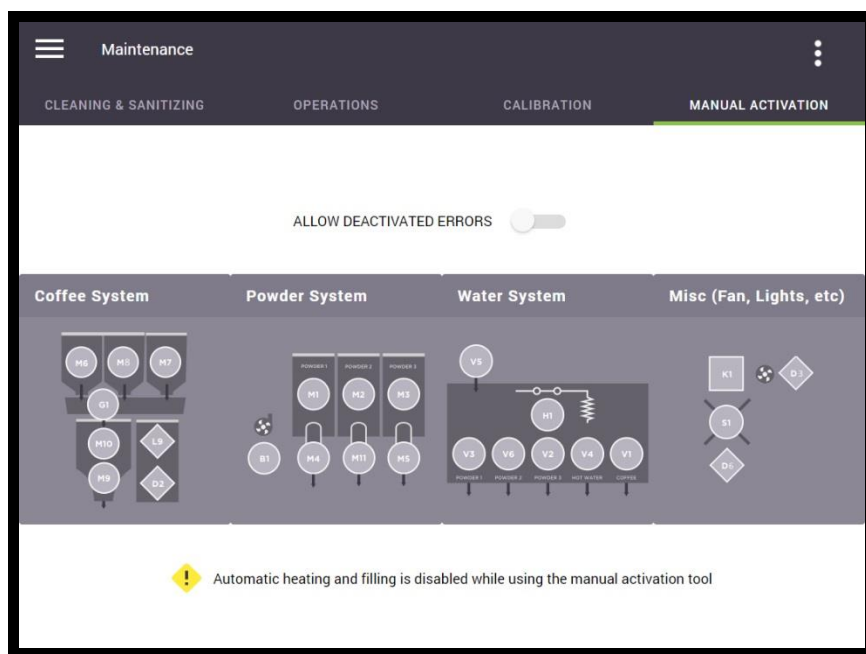 Maintenance
CLEANING & SANITIZING OPERATIONS CALIBRATION MANUAL ACTIVATION
ALLOW DEACTIVATED ERRORS
Coffee System
M6 M8 M7
G1
M10 L9
M9 D2
Powder System
POWDER 1 POWDER 2 POWDER 3
M1 M2 M3
B1 M4 M11 M5
Water System
V5
H1
V3 V6 V2 V4 V1
POWDER 1 POWDER 2 POWDER 3 HOT WATER COFFEE
Misc (Fan, Lights, etc)
K1 D3
S1
D6
! Automatic heating and filling is disabled while using the manual activation tool